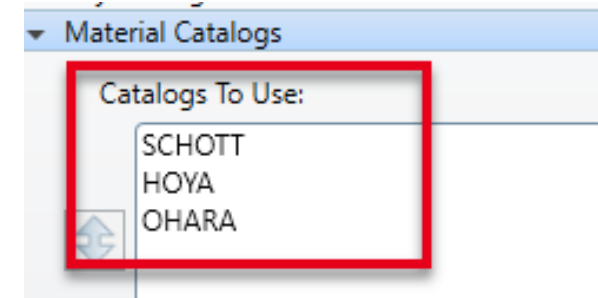 Material Catalogs
Catalogs To Use:
SCHOTT
HOYA
OHARA